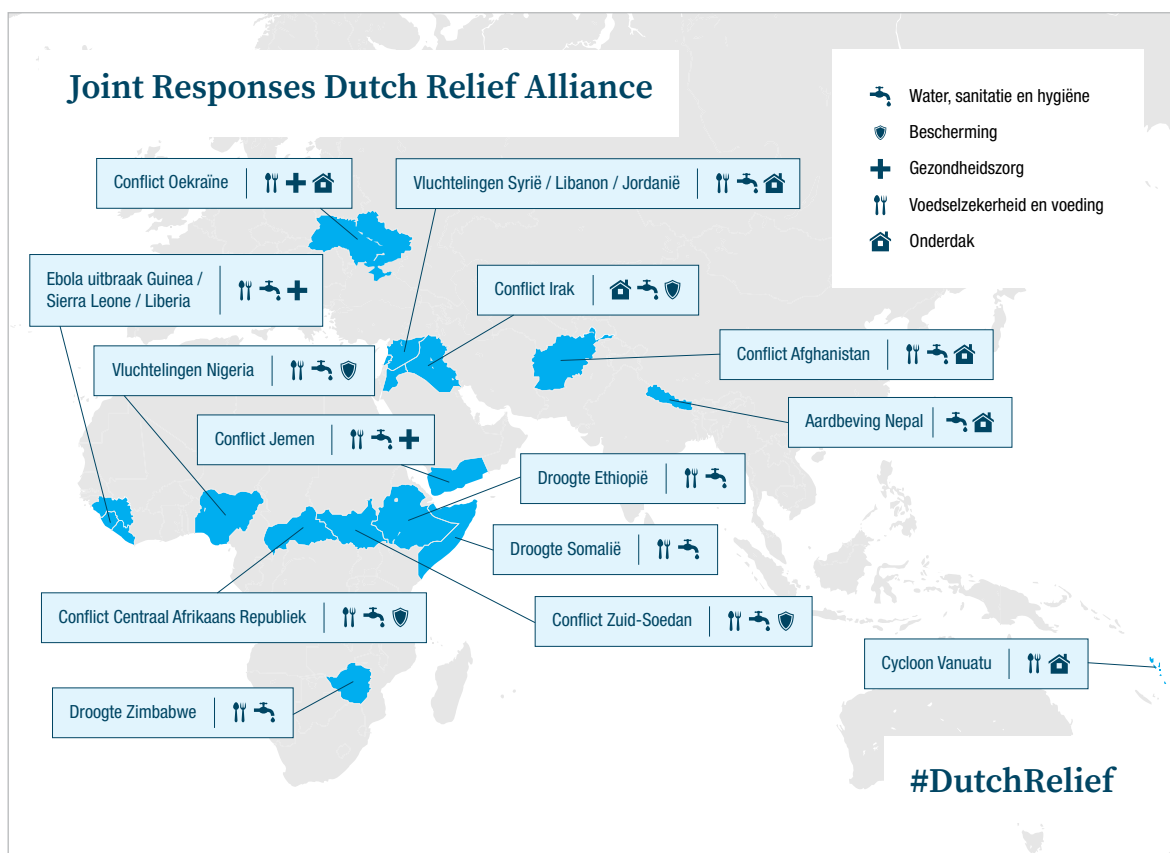 Joint Responses Dutch Relief Alliance
Water, sanitatie en hygiëne
Bescherming
Gezondheidszorg
Voedselzekerheid en voeding
Onderdak
Conflict Oekraïne
Vluchtelingen Syrië / Libanon / Jordanië
Ebola uitbraak Guinea /
Sierra Leone / Liberia
Conflict Irak
Vluchtelingen Nigeria
Conflict Afghanistan
Aardbeving Nepal
Conflict Jemen
Droogte Ethiopië
Droogte Somalië
Conflict Centraal Afrikaans Republiek
Conflict Zuid-Soedan
Cycloon Vanuatu
Droogte Zimbabwe
#DutchRelief